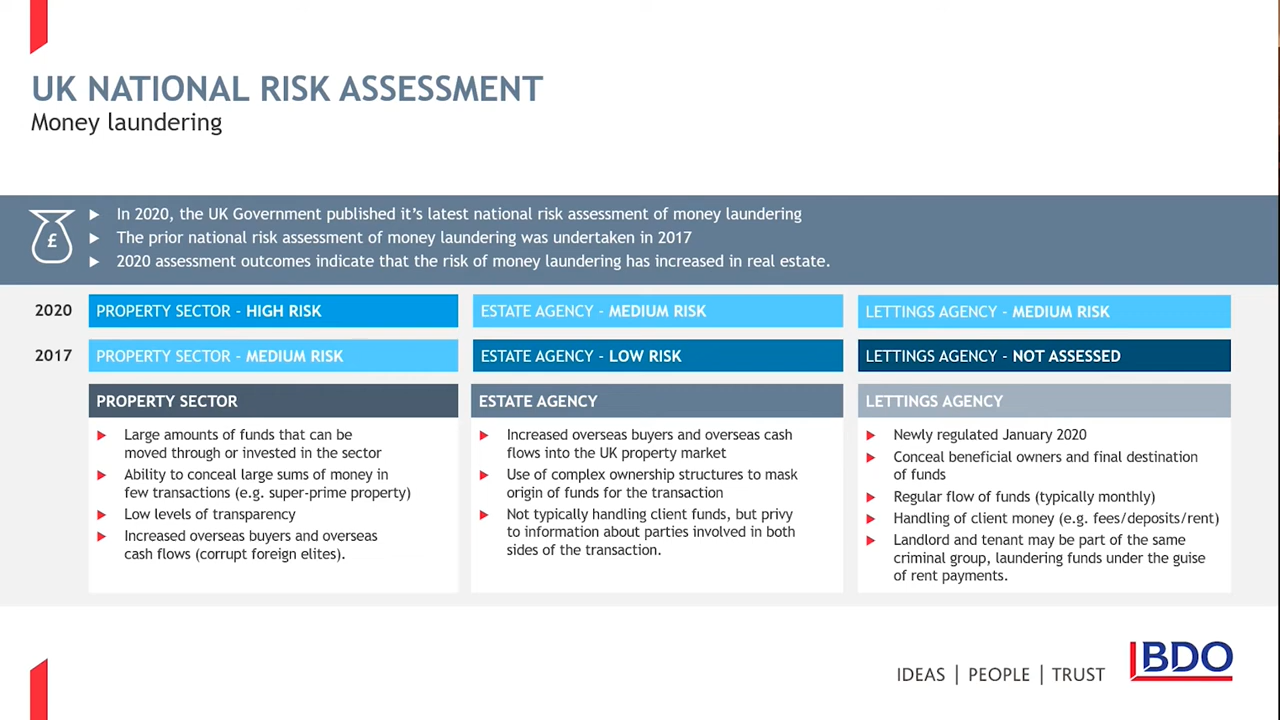 UK NATIONAL RISK ASSESSMENT
Money laundering
£
In 2020, the UK Government published it's latest national risk assessment of money laundering
The prior national risk assessment of money laundering was undertaken in 2017
2020 assessment outcomes indicate that the risk of money laundering has increased in real estate.
2020 PROPERTY SECTOR - HIGH RISK ESTATE AGENCY - MEDIUM RISK LETTINGS AGENCY - MEDIUM RISK
2017 PROPERTY SECTOR - MEDIUM RISK ESTATE AGENCY - LOW RISK LETTINGS AGENCY - NOT ASSESSED
PROPERTY SECTOR
Large amounts of funds that can be
moved through or invested in the sector
Ability to conceal large sums of money in
few transactions (e.g. super-prime property)
Low levels of transparency
Increased overseas buyers and overseas
cash flows (corrupt foreign elites).
ESTATE AGENCY
Increased overseas buyers and overseas cash
flows into the UK property market
Use of complex ownership structures to mask
origin of funds for the transaction
Not typically handling client funds, but privy
to information about parties involved in both
sides of the transaction.
LETTINGS AGENCY
Newly regulated January 2020
Conceal beneficial owners and final destination
of funds
Regular flow of funds (typically monthly)
Handling of client money (e.g. fees/deposits/rent)
Landlord and tenant may be part of the same
criminal group, laundering funds under the guise
of rent payments.
IDEAS | PEOPLE | TRUST
BDO